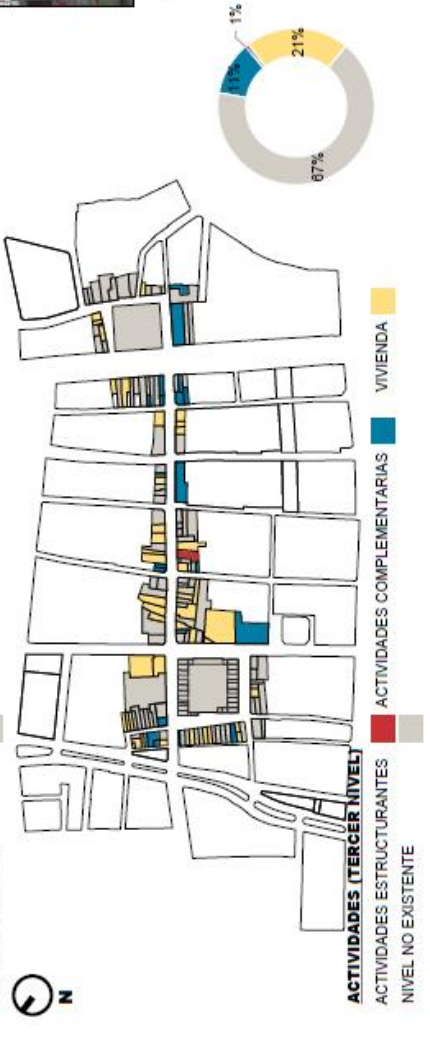 1%
11%
21%
67%
N
ACTIVIDADES (TERCER NIVEL)
ACTIVIDADES ESTRUCTURANTES
ACTIVIDADES COMPLEMENTARIAS
VIVIENDA
NIVEL NO EXISTENTE